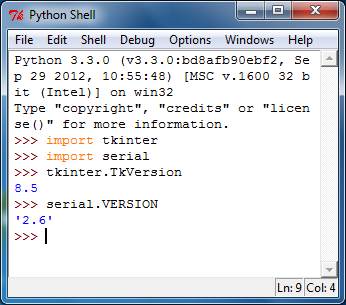 Python Shell
File Edit Shell Debug Options Windows Help
Python 3.3.0 (v3.3.0:bd8afb90ebf2, Se
p 29 2012, 10:55:48) [MSC v.1600 32 b
it (Intel)] on win32
Type "copyright", "credits" or "licen
se()" for more information.
>>> import tkinter
>>> import serial
>>> tkinter.TkVersion
8.5
>>> serial.VERSION
'2.6'
>>>
Ln: 9 Col: 4